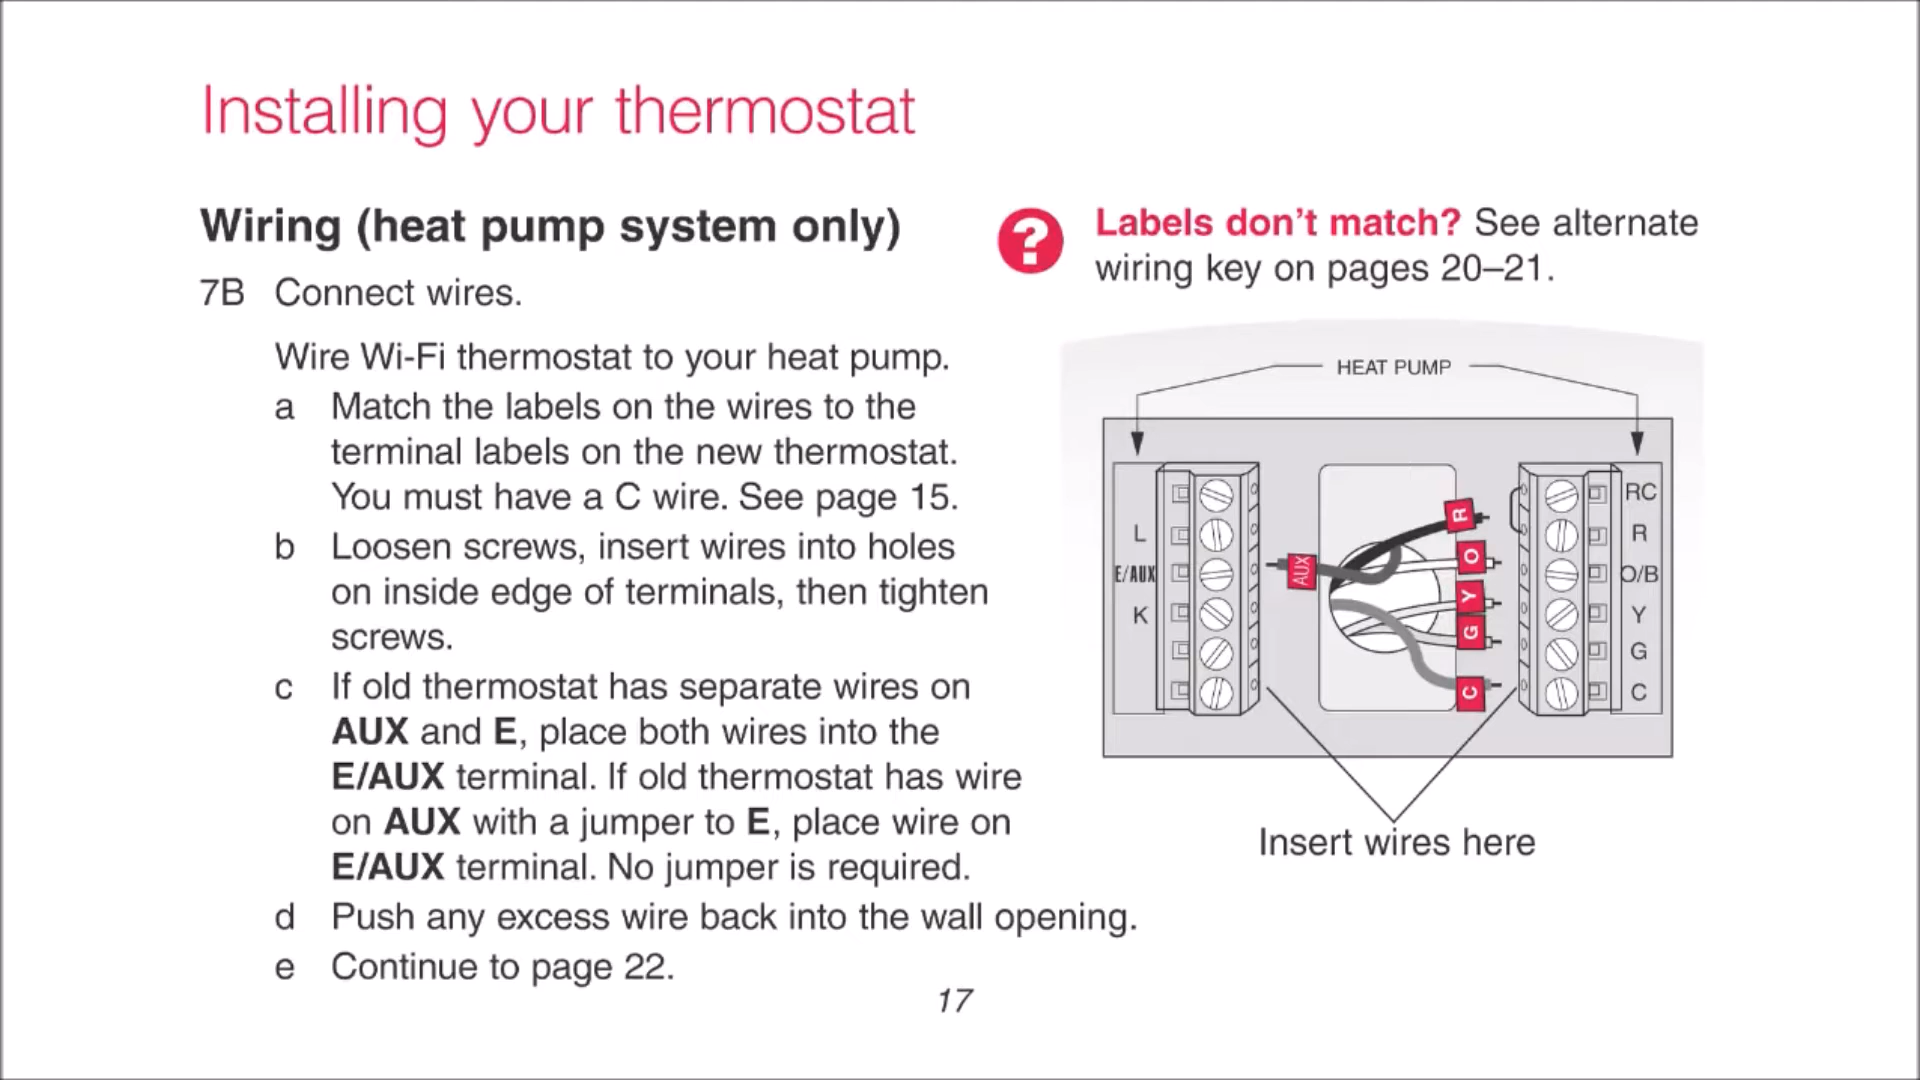 Installing your thermostat
Wiring (heat pump system only)
7B Connect wires.
Wire Wi-Fi thermostat to your heat pump.
a Match the labels on the wires to the
terminal labels on the new thermostat.
You must have a C wire. See page 15.
b Loosen screws, insert wires into holes
on inside edge of terminals, then tighten
screws.
c If old thermostat has separate wires on
AUX and E, place both wires into the
E/AUX terminal. If old thermostat has wire
on AUX with a jumper to E, place wire on
E/AUX terminal. No jumper is required.
d Push any excess wire back into the wall opening.
e Continue to page 22.
?
Labels don’t match? See alternate
wiring key on pages 20–21.
HEAT PUMP
L
E/AUX
K
AUX
R
O
Y
G
C
RC
R
O/B
Y
G
C
Insert wires here
17